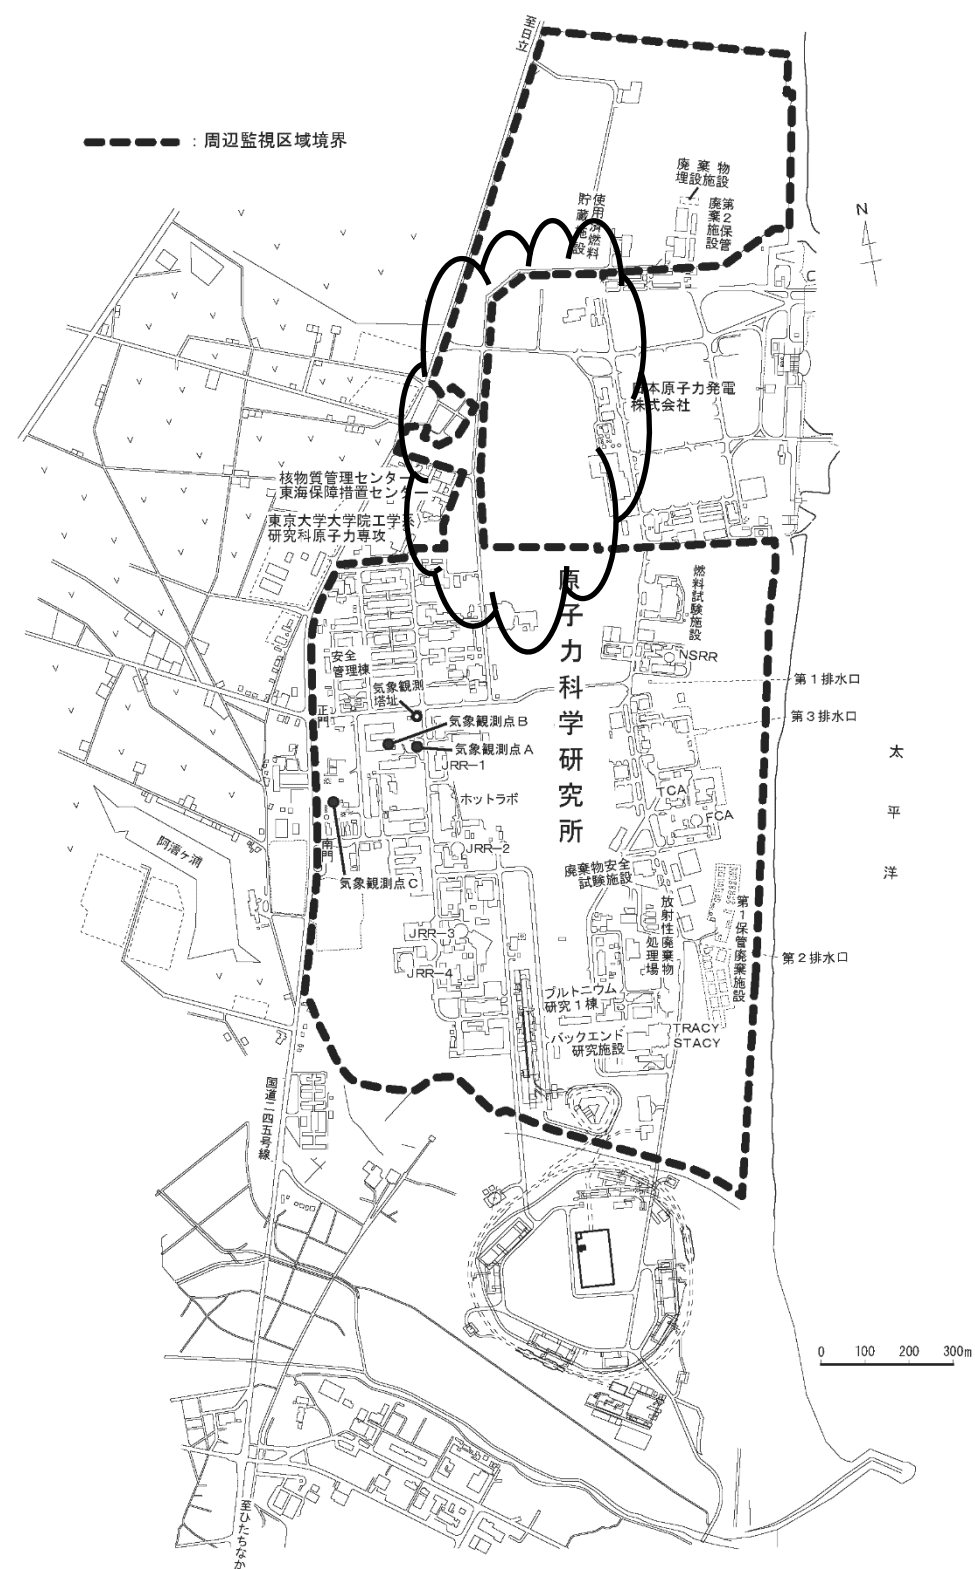 至日立
：周辺監視区域境界
廃棄物
埋設施設
使用済燃料
貯蔵施設
第2保管
廃棄施設
N
日本原子力発電
株式会社
核物質管理センター
東海保障措置センター
東京大学大学院工学系
研究科原子力専攻
原子力科学研究所
燃料試験施設
NSRR
安全
管理棟
気象観測
塔址
正門
第1排水口
第3排水口
気象観測点B
気象観測点A
JRR-1
太平洋
ホットラボ
TCA
FCA
阿漕ヶ浦
南門
JRR-2
気象観測点C
廃棄物安全
試験施設
放射性廃棄物
処理場
第1保管廃棄施設
JRR-3
JRR-4
第2排水口
プルトニウム
研究1棟
バックエンド
研究施設
TRACY
STACY
国道二四五号線
0 100 200 300m
至ひたちなか